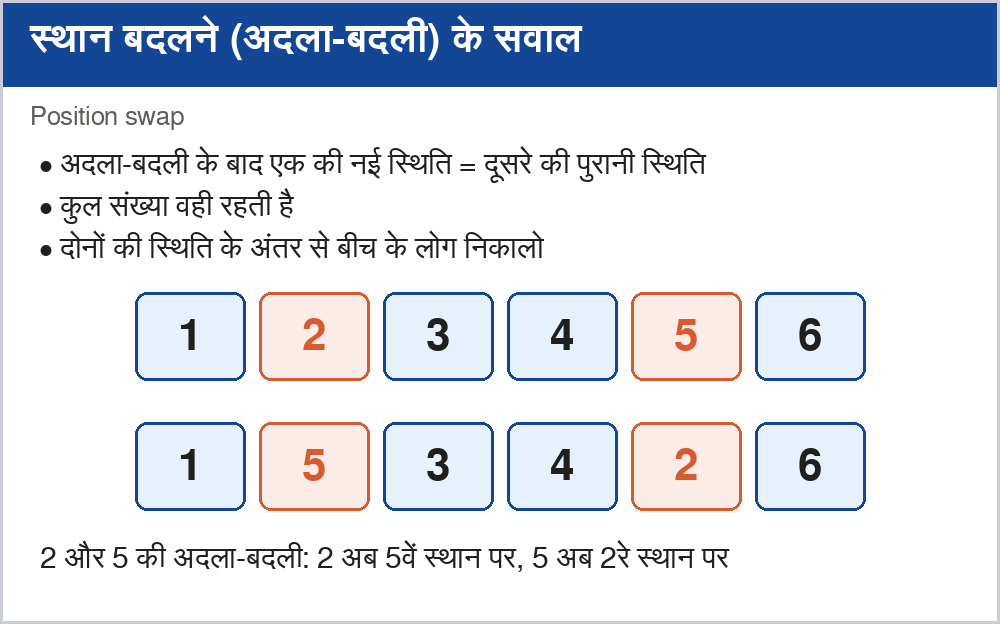 स्थान बदलने (अदला-बदली) के सवाल
Position swap
• अदला-बदली के बाद एक की नई स्थिति = दूसरे की पुरानी स्थिति
• कुल संख्या वही रहती है
• दोनों की स्थिति के अंतर से बीच के लोग निकालो
1 2 3 4 5 6
1 5 3 4 2 6
2 और 5 की अदला-बदली: 2 अब 5वें स्थान पर, 5 अब 2रे स्थान पर